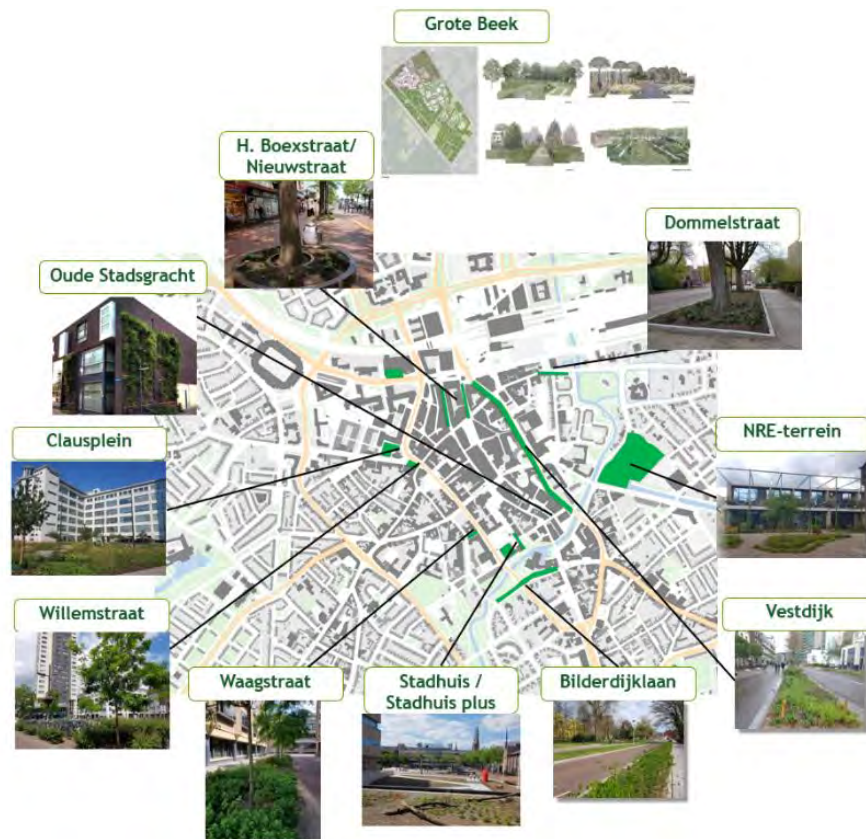 Grote Beek
H. Boexstraat/
Nieuwstraat
Dommelstraat
Oude Stadsgracht
Clausplein
NRE-terrein
Willemstraat
Waagstraat
Stadhuis /
Stadhuis plus
Bilderdijklaan
Vestdijk